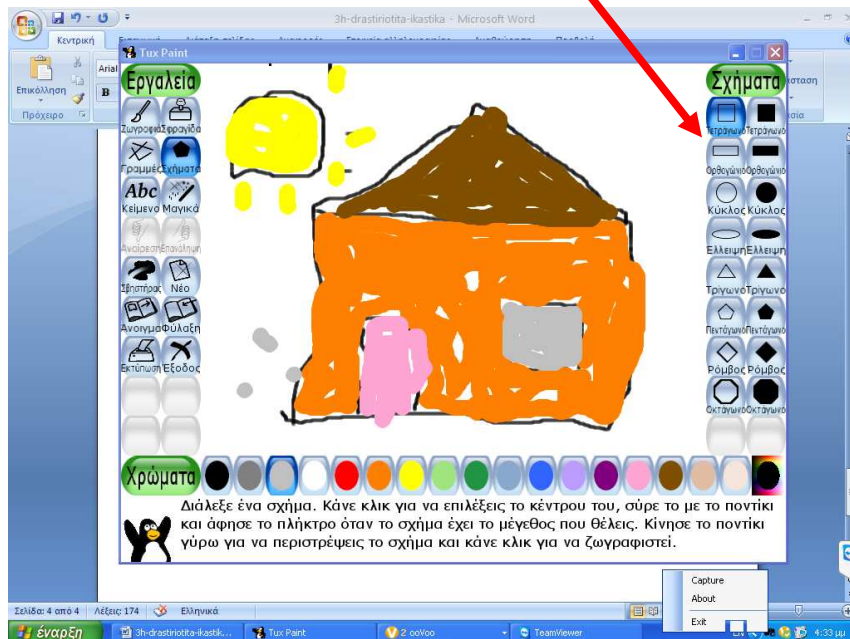 3h-drastiriotita-ikastika - Microsoft Word
Κεντρική
Επικόλληση
Πρόχειρο
Arial
B
Tux Paint
Εργαλεία
Σχήματα
Ζωγραφιά Σφραγίδα
Γραμμές Σχήματα
Abc
Κείμενο Μαγικά
Αναίρεση Επανάληψη
Σβηστήρας Νέο
Άνοιγμα Φύλαξη
Εκτύπωση Έξοδος
Τετράγωνο Τετράγωνο
Ορθογώνιο Ορθογώνιο
Κύκλος Κύκλος
Έλλειψη Έλλειψη
Τρίγωνο Τρίγωνο
Πεντάγωνο Πεντάγωνο
Ρόμβος Ρόμβος
Οκτάγωνο Οκτάγωνο
Χρώματα
Διάλεξε ένα σχήμα. Κάνε κλικ για να επιλέξεις το κέντρου του, σύρε το με το ποντίκι
και άφησε το πλήκτρο όταν το σχήμα έχει το μέγεθος που θέλεις. Κίνησε το ποντίκι
γύρω για να περιστρέψεις το σχήμα και κάνε κλικ για να ζωγραφιστεί.
Capture
About
Exit
Σελίδα: 4 από 4 Λέξεις: 174 Ελληνικά
έναρξη
3h-drastiriotita-ikastik...
Tux Paint
2 ooVoo
TeamViewer
EN
4:33 μμ